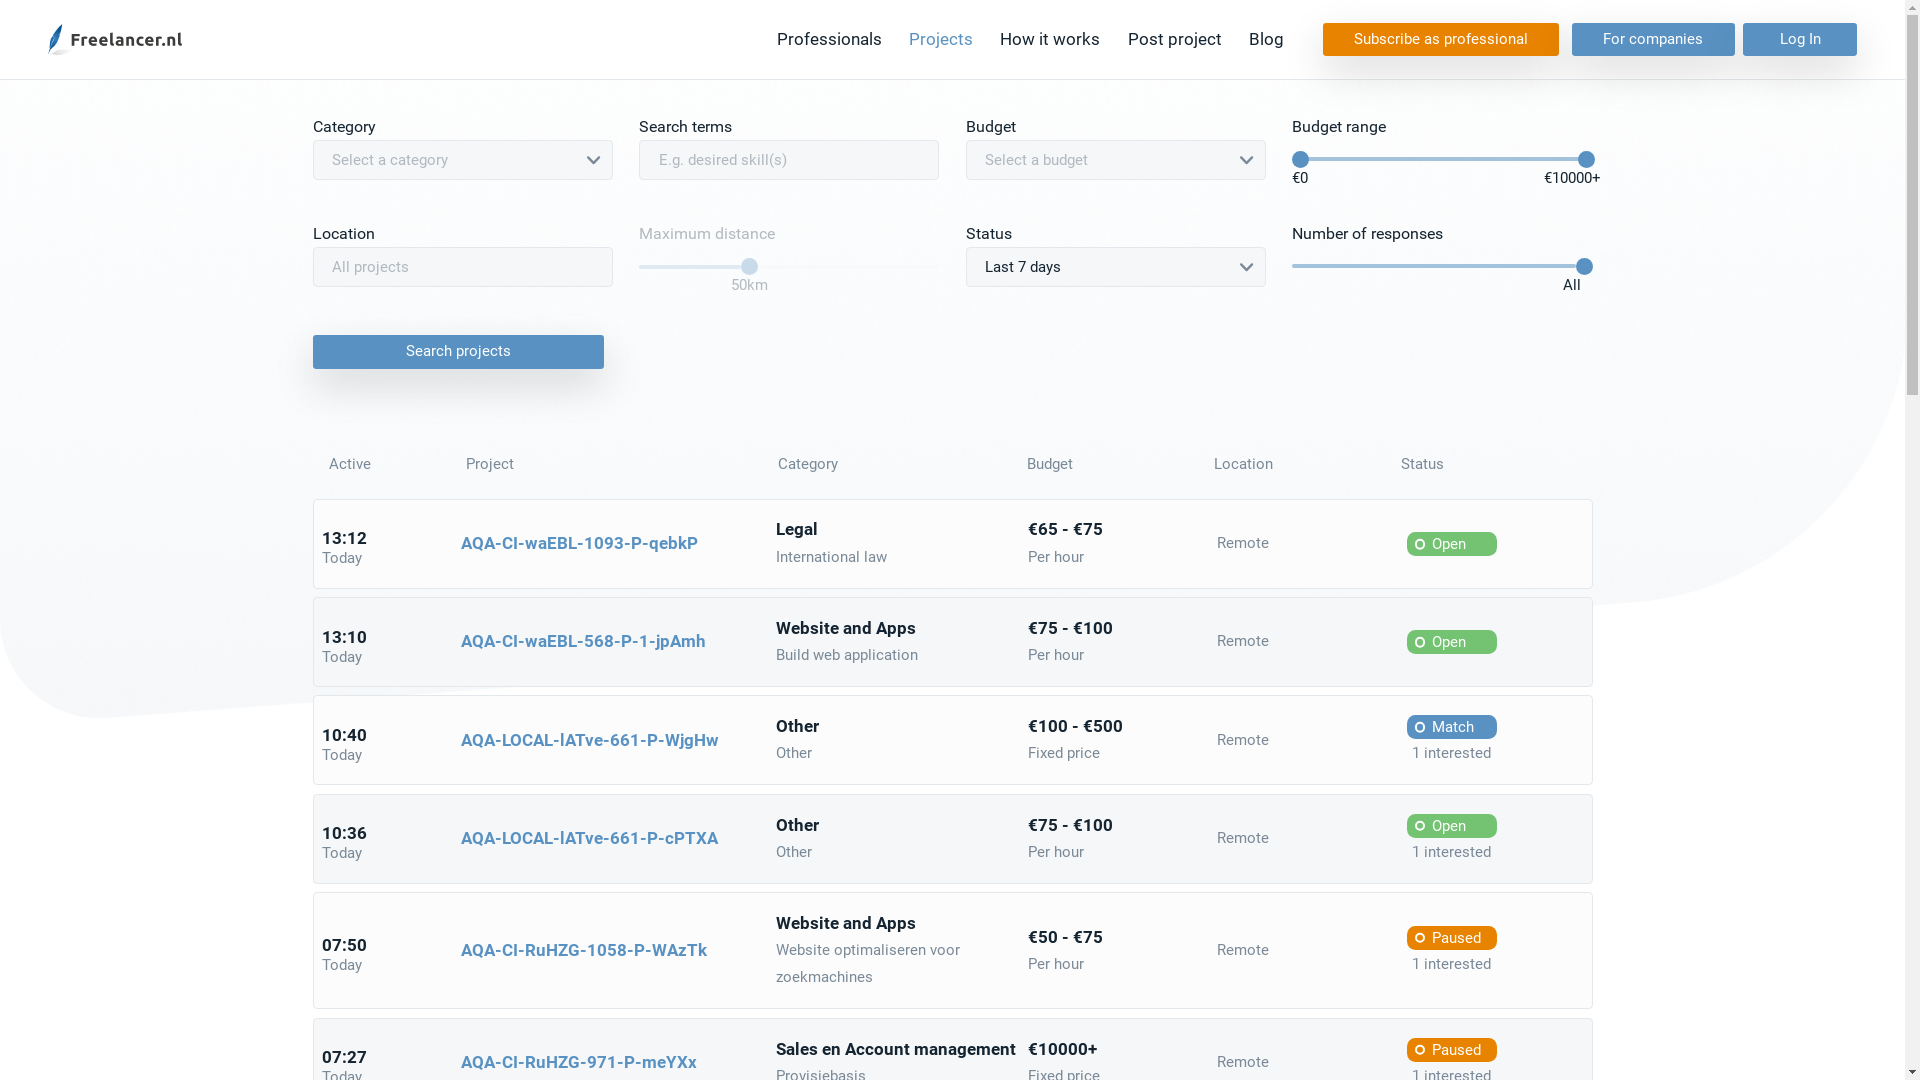 Freelancer.nl
Professionals Projects How it works Post project Blog Subscribe as professional For companies Log In
Category Search terms Budget Budget range
Select a category E.g. desired skill(s) Select a budget
€0 €10000+
Location Maximum distance Status Number of responses
All projects Last 7 days
50km All
Search projects
Active Project Category Budget Location Status
13:12 Today AQA-CI-waEBL-1093-P-qebkP Legal International law €65 - €75 Per hour Remote Open
13:10 Today AQA-CI-waEBL-568-P-1-jpAmh Website and Apps Build web application €75 - €100 Per hour Remote Open
10:40 Today AQA-LOCAL-lATve-661-P-WjgHw Other Other €100 - €500 Fixed price Remote Match 1 interested
10:36 Today AQA-LOCAL-lATve-661-P-cPTXA Other Other €75 - €100 Per hour Remote Open 1 interested
07:50 Today AQA-CI-RuHZG-1058-P-WAzTk Website and Apps Website optimaliseren voor zoekmachines €50 - €75 Per hour Remote Paused 1 interested
07:27 Today AQA-CI-RuHZG-971-P-meYXx Sales en Account management Provisiebasis €10000+ Fixed price Remote Paused 1 interested